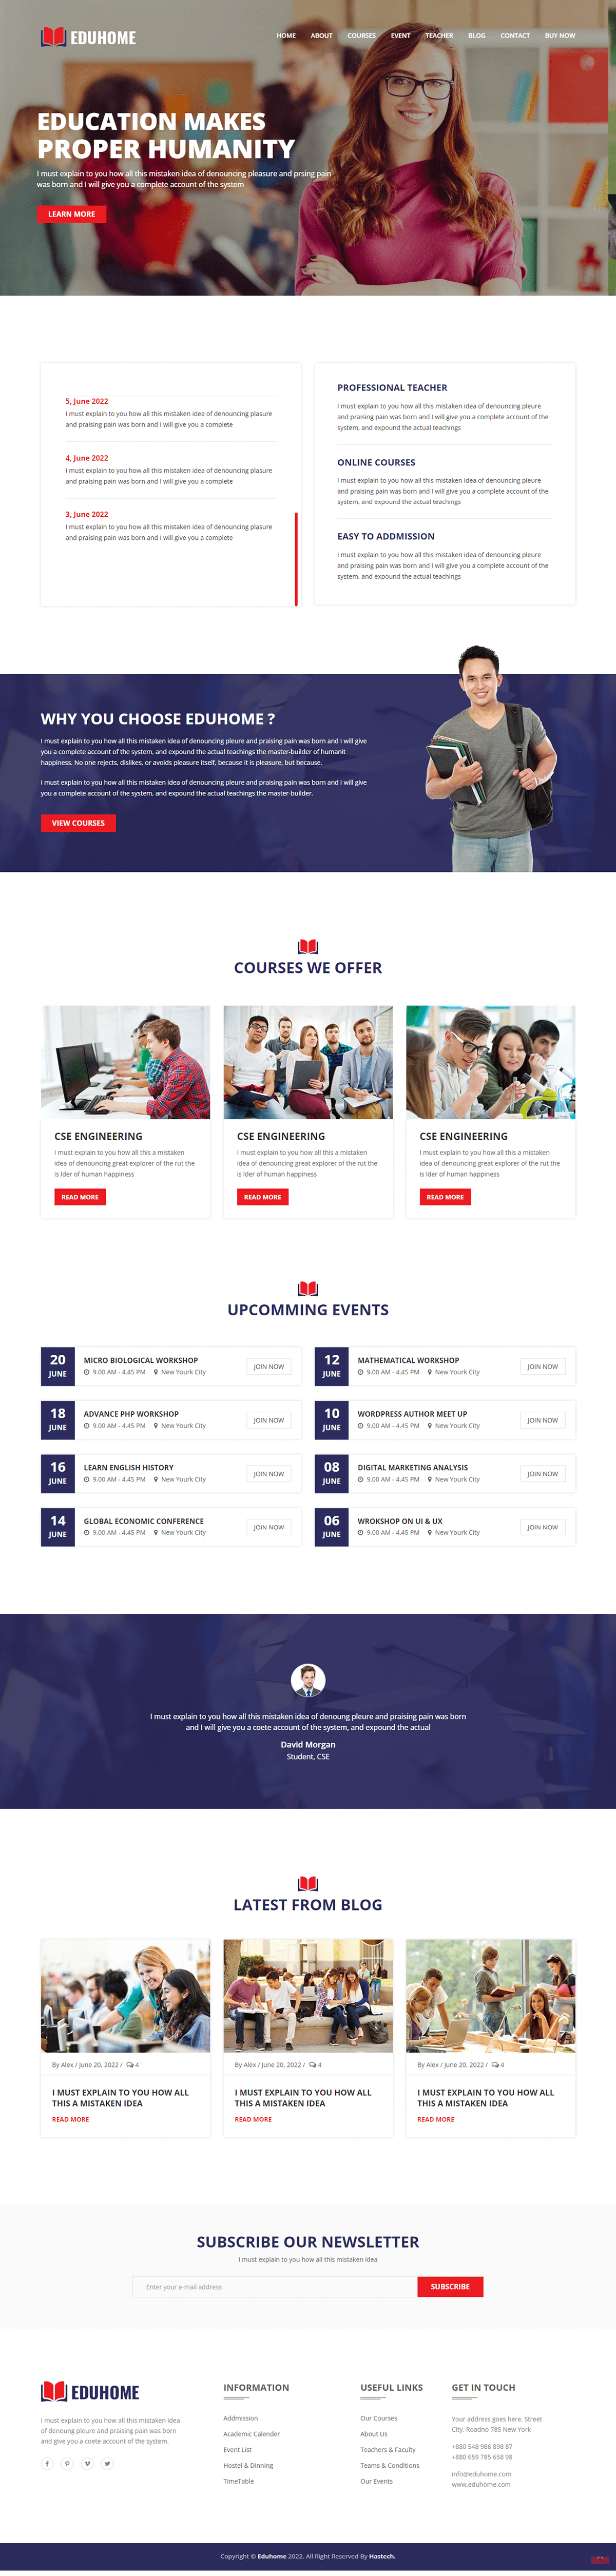 EDUHOME
HOME ABOUT COURSES EVENT TEACHER BLOG CONTACT BUY NOW
EDUCATION MAKES
PROPER HUMANITY
I must explain to you how all this mistaken idea of denouncing pleasure and prsing pain
was born and I will give you a complete account of the system
LEARN MORE
5, June 2022
I must explain to you how all this mistaken idea of denouncing plasure
and praising pain was born and I will give you a complete
4, June 2022
I must explain to you how all this mistaken idea of denouncing plasure
and praising pain was born and I will give you a complete
3, June 2022
I must explain to you how all this mistaken idea of denouncing plasure
and praising pain was born and I will give you a complete
PROFESSIONAL TEACHER
I must explain to you how all this mistaken idea of denouncing pleure
and praising pain was born and I will give you a complete account of the
system, and expound the actual teachings
ONLINE COURSES
I must explain to you how all this mistaken idea of denouncing pleure
and praising pain was born and I will give you a complete account of the
system, and expound the actual teachings
EASY TO ADDMISSION
I must explain to you how all this mistaken idea of denouncing pleure
and praising pain was born and I will give you a complete account of the
system, and expound the actual teachings
WHY YOU CHOOSE EDUHOME ?
I must explain to you how all this mistaken idea of denouncing pleure and praising pain was born and I will give
you a complete account of the system, and expound the actual teachings the master-builder of humanit
happiness. No one rejects, dislikes, or avoids pleasure itself, because it is pleasure, but because.
I must explain to you how all this mistaken idea of denouncing pleure and praising pain was born and I will give
you a complete account of the system, and expound the actual teachings the master-builder.
VIEW COURSES
COURSES WE OFFER
CSE ENGINEERING
I must explain to you how all this a mistaken
idea of denouncing great explorer of the rut the
is lder of human happiness
READ MORE
CSE ENGINEERING
I must explain to you how all this a mistaken
idea of denouncing great explorer of the rut the
is lder of human happiness
READ MORE
CSE ENGINEERING
I must explain to you how all this a mistaken
idea of denouncing great explorer of the rut the
is lder of human happiness
READ MORE
UPCOMMING EVENTS
20
JUNE
MICRO BIOLOGICAL WORKSHOP
9.00 AM - 4.45 PM New Yourk City
JOIN NOW
12
JUNE
MATHEMATICAL WORKSHOP
9.00 AM - 4.45 PM New Yourk City
JOIN NOW
18
JUNE
ADVANCE PHP WORKSHOP
9.00 AM - 4.45 PM New Yourk City
JOIN NOW
10
JUNE
WORDPRESS AUTHOR MEET UP
9.00 AM - 4.45 PM New Yourk City
JOIN NOW
16
JUNE
LEARN ENGLISH HISTORY
9.00 AM - 4.45 PM New Yourk City
JOIN NOW
08
JUNE
DIGITAL MARKETING ANALYSIS
9.00 AM - 4.45 PM New Yourk City
JOIN NOW
14
JUNE
GLOBAL ECONOMIC CONFERENCE
9.00 AM - 4.45 PM New Yourk City
JOIN NOW
06
JUNE
WROKSHOP ON UI & UX
9.00 AM - 4.45 PM New Yourk City
JOIN NOW
I must explain to you how all this a mistaken idea of denoung pleure and praising pain was born
and I will give you a coete account of the system, and expound the actual
David Morgan
Student, CSE
LATEST FROM BLOG
By Alex / June 20, 2022 / 4
I MUST EXPLAIN TO YOU HOW ALL
THIS A MISTAKEN IDEA
READ MORE
By Alex / June 20, 2022 / 4
I MUST EXPLAIN TO YOU HOW ALL
THIS A MISTAKEN IDEA
READ MORE
By Alex / June 20, 2022 / 4
I MUST EXPLAIN TO YOU HOW ALL
THIS A MISTAKEN IDEA
READ MORE
SUBSCRIBE OUR NEWSLETTER
I must explain to you how all this mistaken idea
Enter your e-mail address
SUBSCRIBE
EDUHOME
I must explain to you how all this mistaken idea
of denoung pleure and praising pain was born
and give you a coete account of the system.
INFORMATION
Addmission
Academic Calender
Event List
Hostel & Dinning
TimeTable
USEFUL LINKS
Our Courses
About Us
Teachers & Faculty
Teams & Conditions
Our Events
GET IN TOUCH
Your address goes here, Street
City, Roadno 785 New York
+880 548 986 898 87
+880 659 785 658 98
info@eduhome.com
www.eduhome.com
Copyright © Eduhome 2022. All Right Reserved By Hastech.